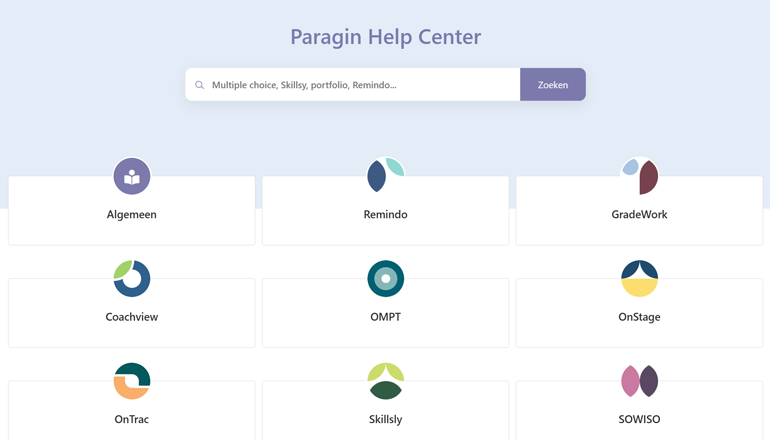 Paragin Help Center
Multiple choice, Skillsy, portfolio, Remindo...
Zoeken
Algemeen
Remindo
GradeWork
Coachview
OMPT
OnStage
OnTrac
Skillsly
SOWISO